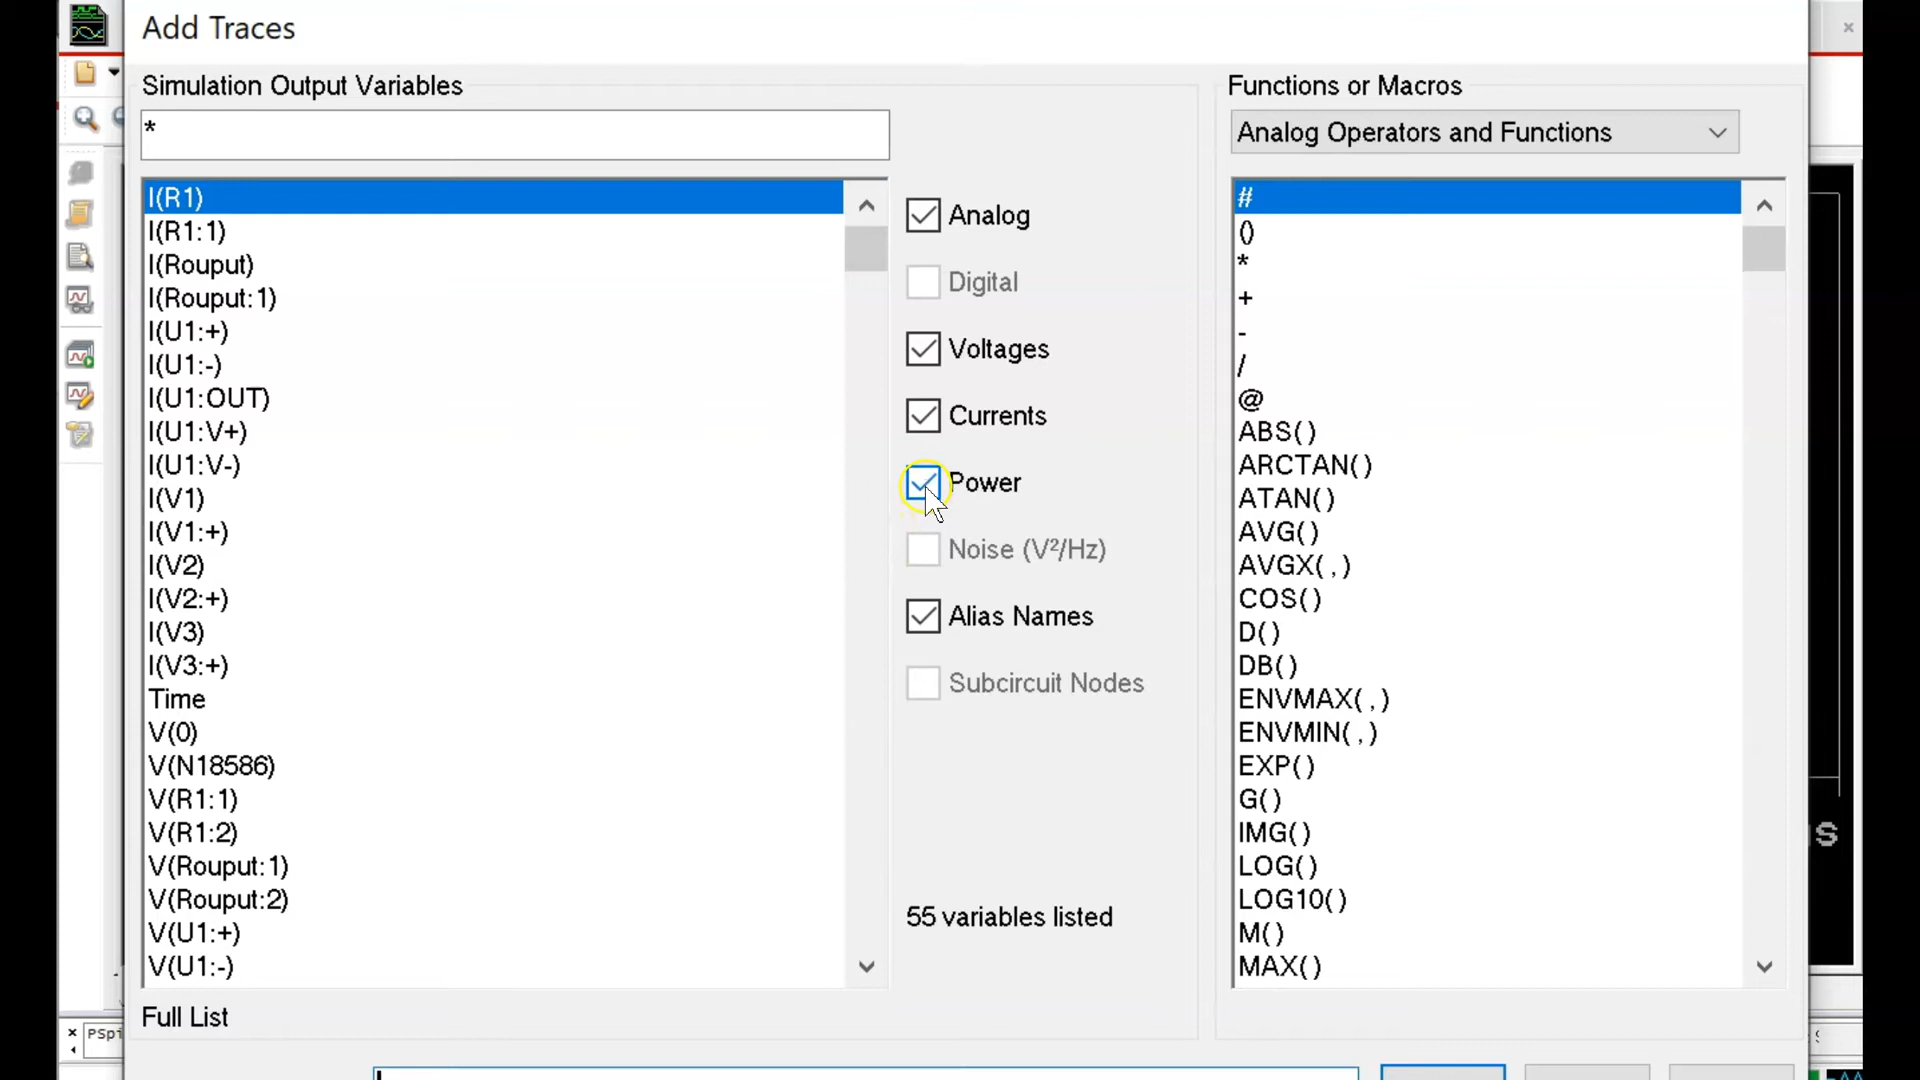 Add Traces
Simulation Output Variables
*
I(R1)
I(R1:1)
I(Rouput)
I(Rouput:1)
I(U1:+)
I(U1:-)
I(U1:OUT)
I(U1:V+)
I(U1:V-)
I(V1)
I(V1:+)
I(V2)
I(V2:+)
I(V3)
I(V3:+)
Time
V(0)
V(N18586)
V(R1:1)
V(R1:2)
V(Rouput:1)
V(Rouput:2)
V(U1:+)
V(U1:-)
Full List
Analog
Digital
Voltages
Currents
Power
Noise (V²/Hz)
Alias Names
Subcircuit Nodes
55 variables listed
Functions or Macros
Analog Operators and Functions
#
()
*
+
-
/
@
ABS()
ARCTAN()
ATAN()
AVG()
AVGX(,)
COS()
D()
DB()
ENVMAX(,)
ENVMIN(,)
EXP()
G()
IMG()
LOG()
LOG10()
M()
MAX()
PSpi